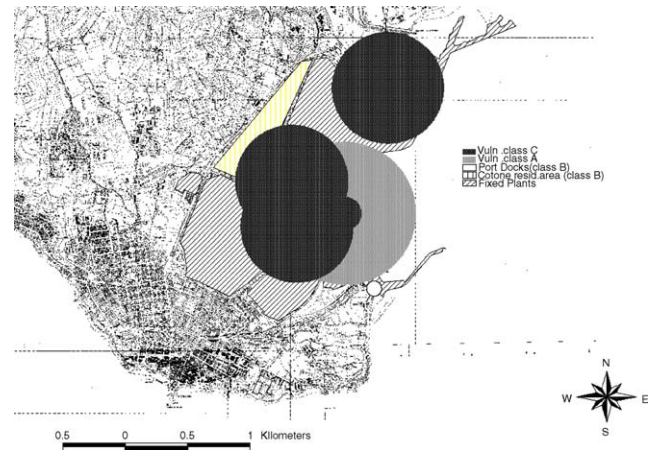 Vuln .class C
Vuln .class A
Port Docks(class B)
Cotone resid.area (class B)
Fixed Plants
N
W E
S
0.5 0 0.5 1 Kilometers